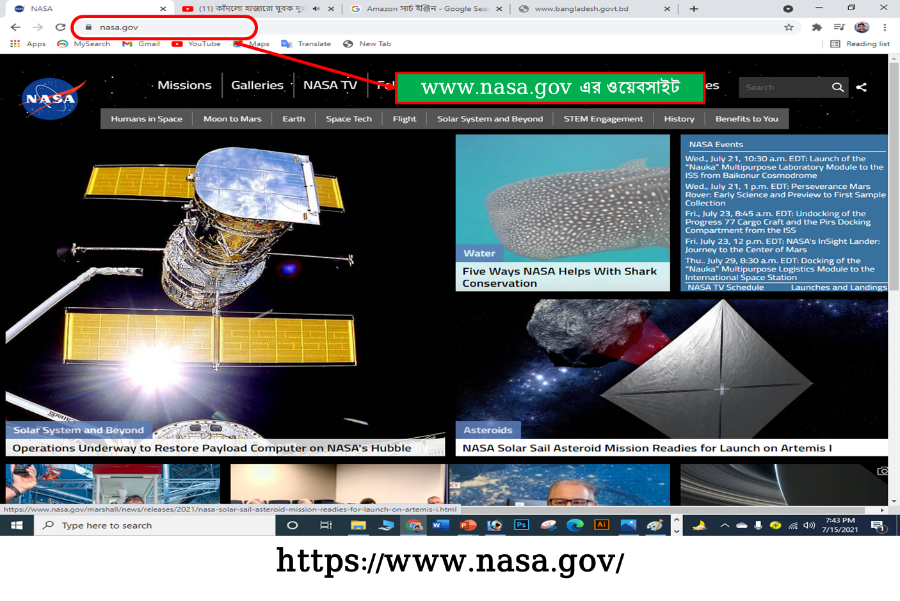 NASA
(11) কাঁদলো হাজারো যুবক দু
Amazon সার্চ ইঞ্জিন - Google Sea
www.bangladesh.govt.bd
nasa.gov
Apps
MySearch
Gmail
YouTube
Maps
Translate
New Tab
Reading list
NASA
Missions
Galleries
NASA TV
www.nasa.gov এর ওয়েবসাইট
Search
Humans in Space
Moon to Mars
Earth
Space Tech
Flight
Solar System and Beyond
STEM Engagement
History
Benefits to You
NASA Events
Wed., July 21, 10:30 a.m. EDT: Launch of the
"Nauka" Multipurpose Laboratory Module to the
ISS from Baikonur Cosmodrome
Wed., July 21, 1 p.m. EDT: Perseverance Mars
Rover: Early Science and Preview to First Sample
Collection
Fri., July 23, 8:45 a.m. EDT: Undocking of the
Progress 77 Cargo Craft and the Pirs Docking
Compartment from the ISS
Fri. July 23, 12 p.m. EDT: NASA's InSight Lander:
Journey to the Center of Mars
Thu., July 29, 8:30 a.m. EDT: Docking of the
"Nauka" Multipurpose Logistics Module to the
International Space Station
NASA TV Schedule
Launches and Landings
Water
Five Ways NASA Helps With Shark
Conservation
Solar System and Beyond
Operations Underway to Restore Payload Computer on NASA's Hubble
Asteroids
NASA Solar Sail Asteroid Mission Readies for Launch on Artemis I
https://www.nasa.gov/marshall/news/releases/2021/nasa-solar-sail-asteroid-mission-readies-for-launch-on-artemis-i.html
Type here to search
7:43 PM
7/15/2021
https://www.nasa.gov/